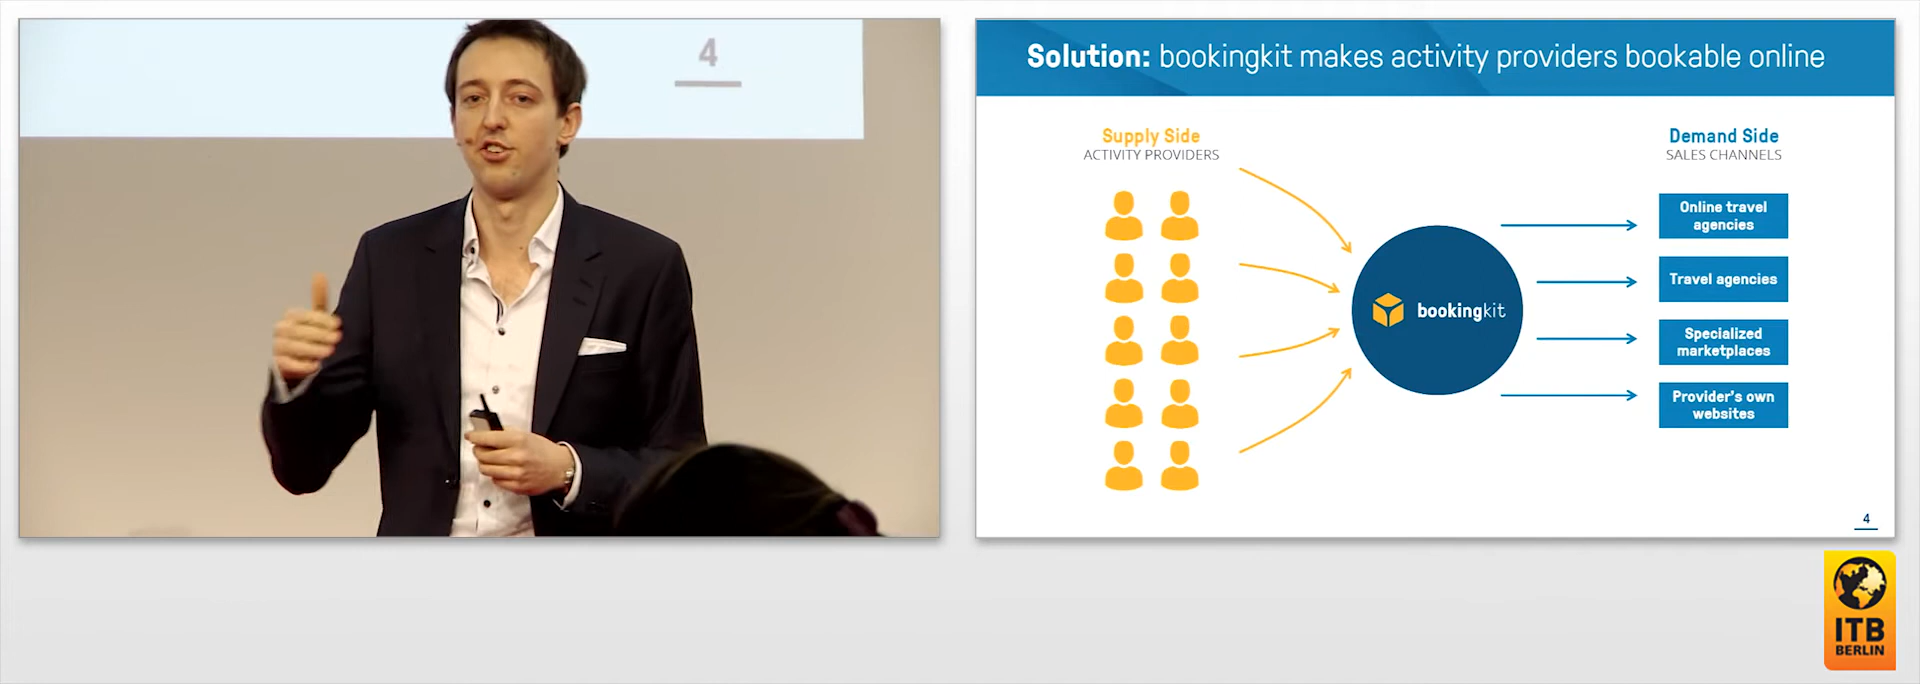 4
Solution: bookingkit makes activity providers bookable online
Supply Side
ACTIVITY PROVIDERS
Demand Side
SALES CHANNELS
Online travel
agencies
Travel agencies
bookingkit
Specialized
marketplaces
Provider's own
websites
4
ITB
BERLIN